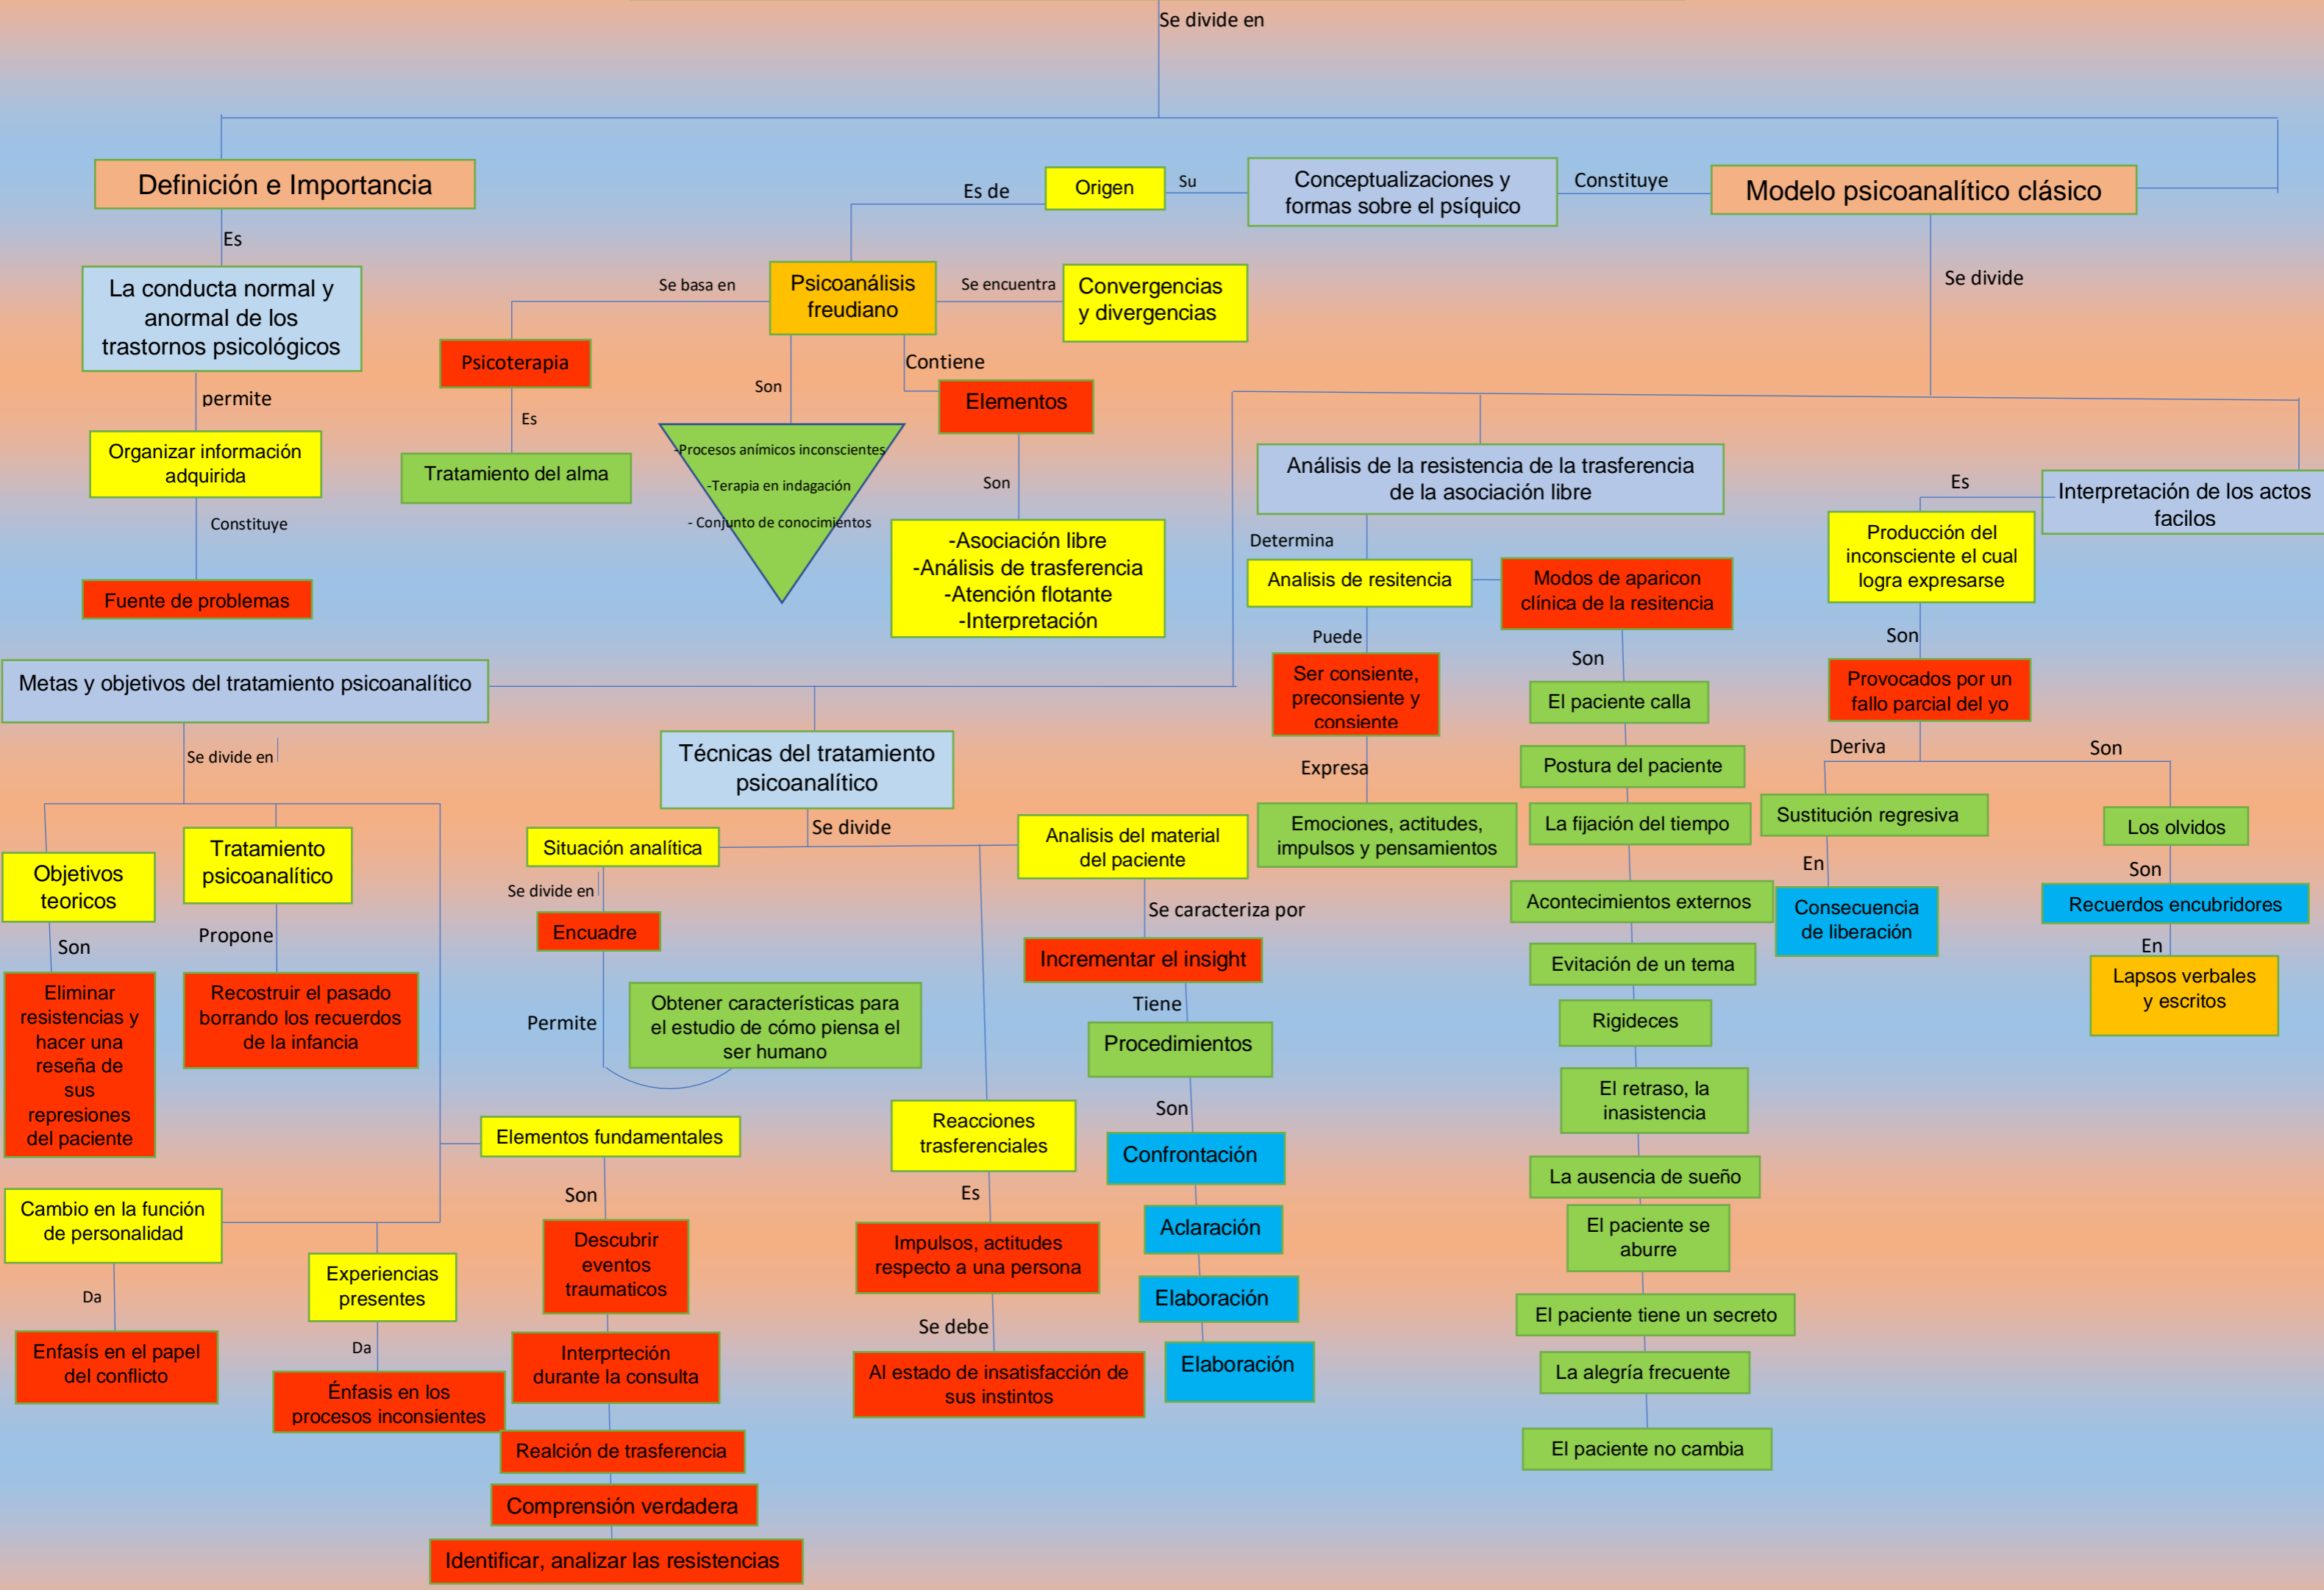 Se divide en
Definición e Importancia
Es
La conducta normal y
anormal de los
trastornos psicológicos
permite
Organizar información
adquirida
Constituye
Fuente de problemas
Es de
Origen
Su
Conceptualizaciones y
formas sobre el psíquico
Constituye
Modelo psicoanalítico clásico
Se divide
Se basa en
Psicoanálisis
freudiano
Se encuentra
Convergencias
y divergencias
Psicoterapia
Es
Tratamiento del alma
Son
-Procesos anímicos inconscientes
-Terapia en indagación
- Conjunto de conocimientos
Contiene
Elementos
Son
-Asociación libre
-Análisis de trasferencia
-Atención flotante
-Interpretación
Análisis de la resistencia de la trasferencia
de la asociación libre
Determina
Analisis de resitencia
Puede
Ser consiente,
preconsiente y
consiente
Expresa
Emociones, actitudes,
impulsos y pensamientos
Modos de aparicon
clínica de la resitencia
Son
El paciente calla
Postura del paciente
La fijación del tiempo
Acontecimientos externos
Evitación de un tema
Rigideces
El retraso, la
inasistencia
La ausencia de sueño
El paciente se
aburre
El paciente tiene un secreto
La alegría frecuente
El paciente no cambia
Interpretación de los actos
facilos
Es
Producción del
inconsciente el cual
logra expresarse
Son
Provocados por un
fallo parcial del yo
Deriva
Son
Sustitución regresiva
En
Consecuencia
de liberación
Los olvidos
Son
Recuerdos encubridores
En
Lapsos verbales
y escritos
Metas y objetivos del tratamiento psicoanalítico
Se divide en
Objetivos
teoricos
Son
Eliminar
resistencias y
hacer una
reseña de
sus
represiones
del paciente
Tratamiento
psicoanalítico
Propone
Recostruir el pasado
borrando los recuerdos
de la infancia
Cambio en la función
de personalidad
Da
Enfasís en el papel
del conflicto
Experiencias
presentes
Da
Énfasis en los
procesos inconsientes
Elementos fundamentales
Son
Descubrir
eventos
traumaticos
Interprteción
durante la consulta
Realción de trasferencia
Comprensión verdadera
Identificar, analizar las resistencias
Técnicas del tratamiento
psicoanalítico
Se divide
Situación analítica
Se divide en
Encuadre
Permite
Obtener características para
el estudio de cómo piensa el
ser humano
Reacciones
trasferenciales
Es
Impulsos, actitudes
respecto a una persona
Se debe
Al estado de insatisfacción de
sus instintos
Analisis del material
del paciente
Se caracteriza por
Incrementar el insight
Tiene
Procedimientos
Son
Confrontación
Aclaración
Elaboración
Elaboración